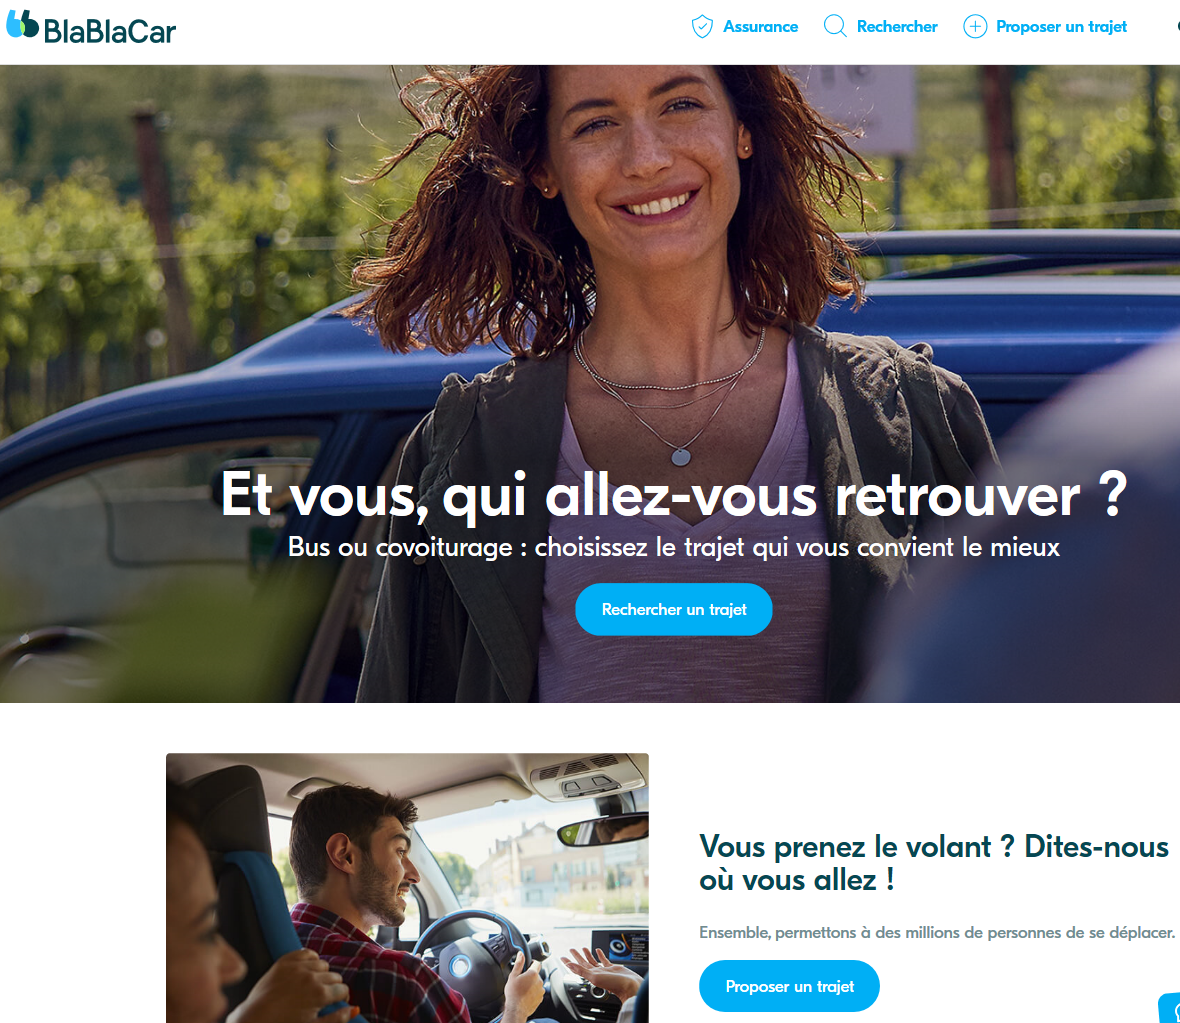 BlaBlaCar
Assurance
Rechercher
Proposer un trajet
Et vous, qui allez-vous retrouver ?
Bus ou covoiturage : choisissez le trajet qui vous convient le mieux
Rechercher un trajet
Vous prenez le volant ? Dites-nous
où vous allez !
Ensemble, permettons à des millions de personnes de se déplacer.
Proposer un trajet